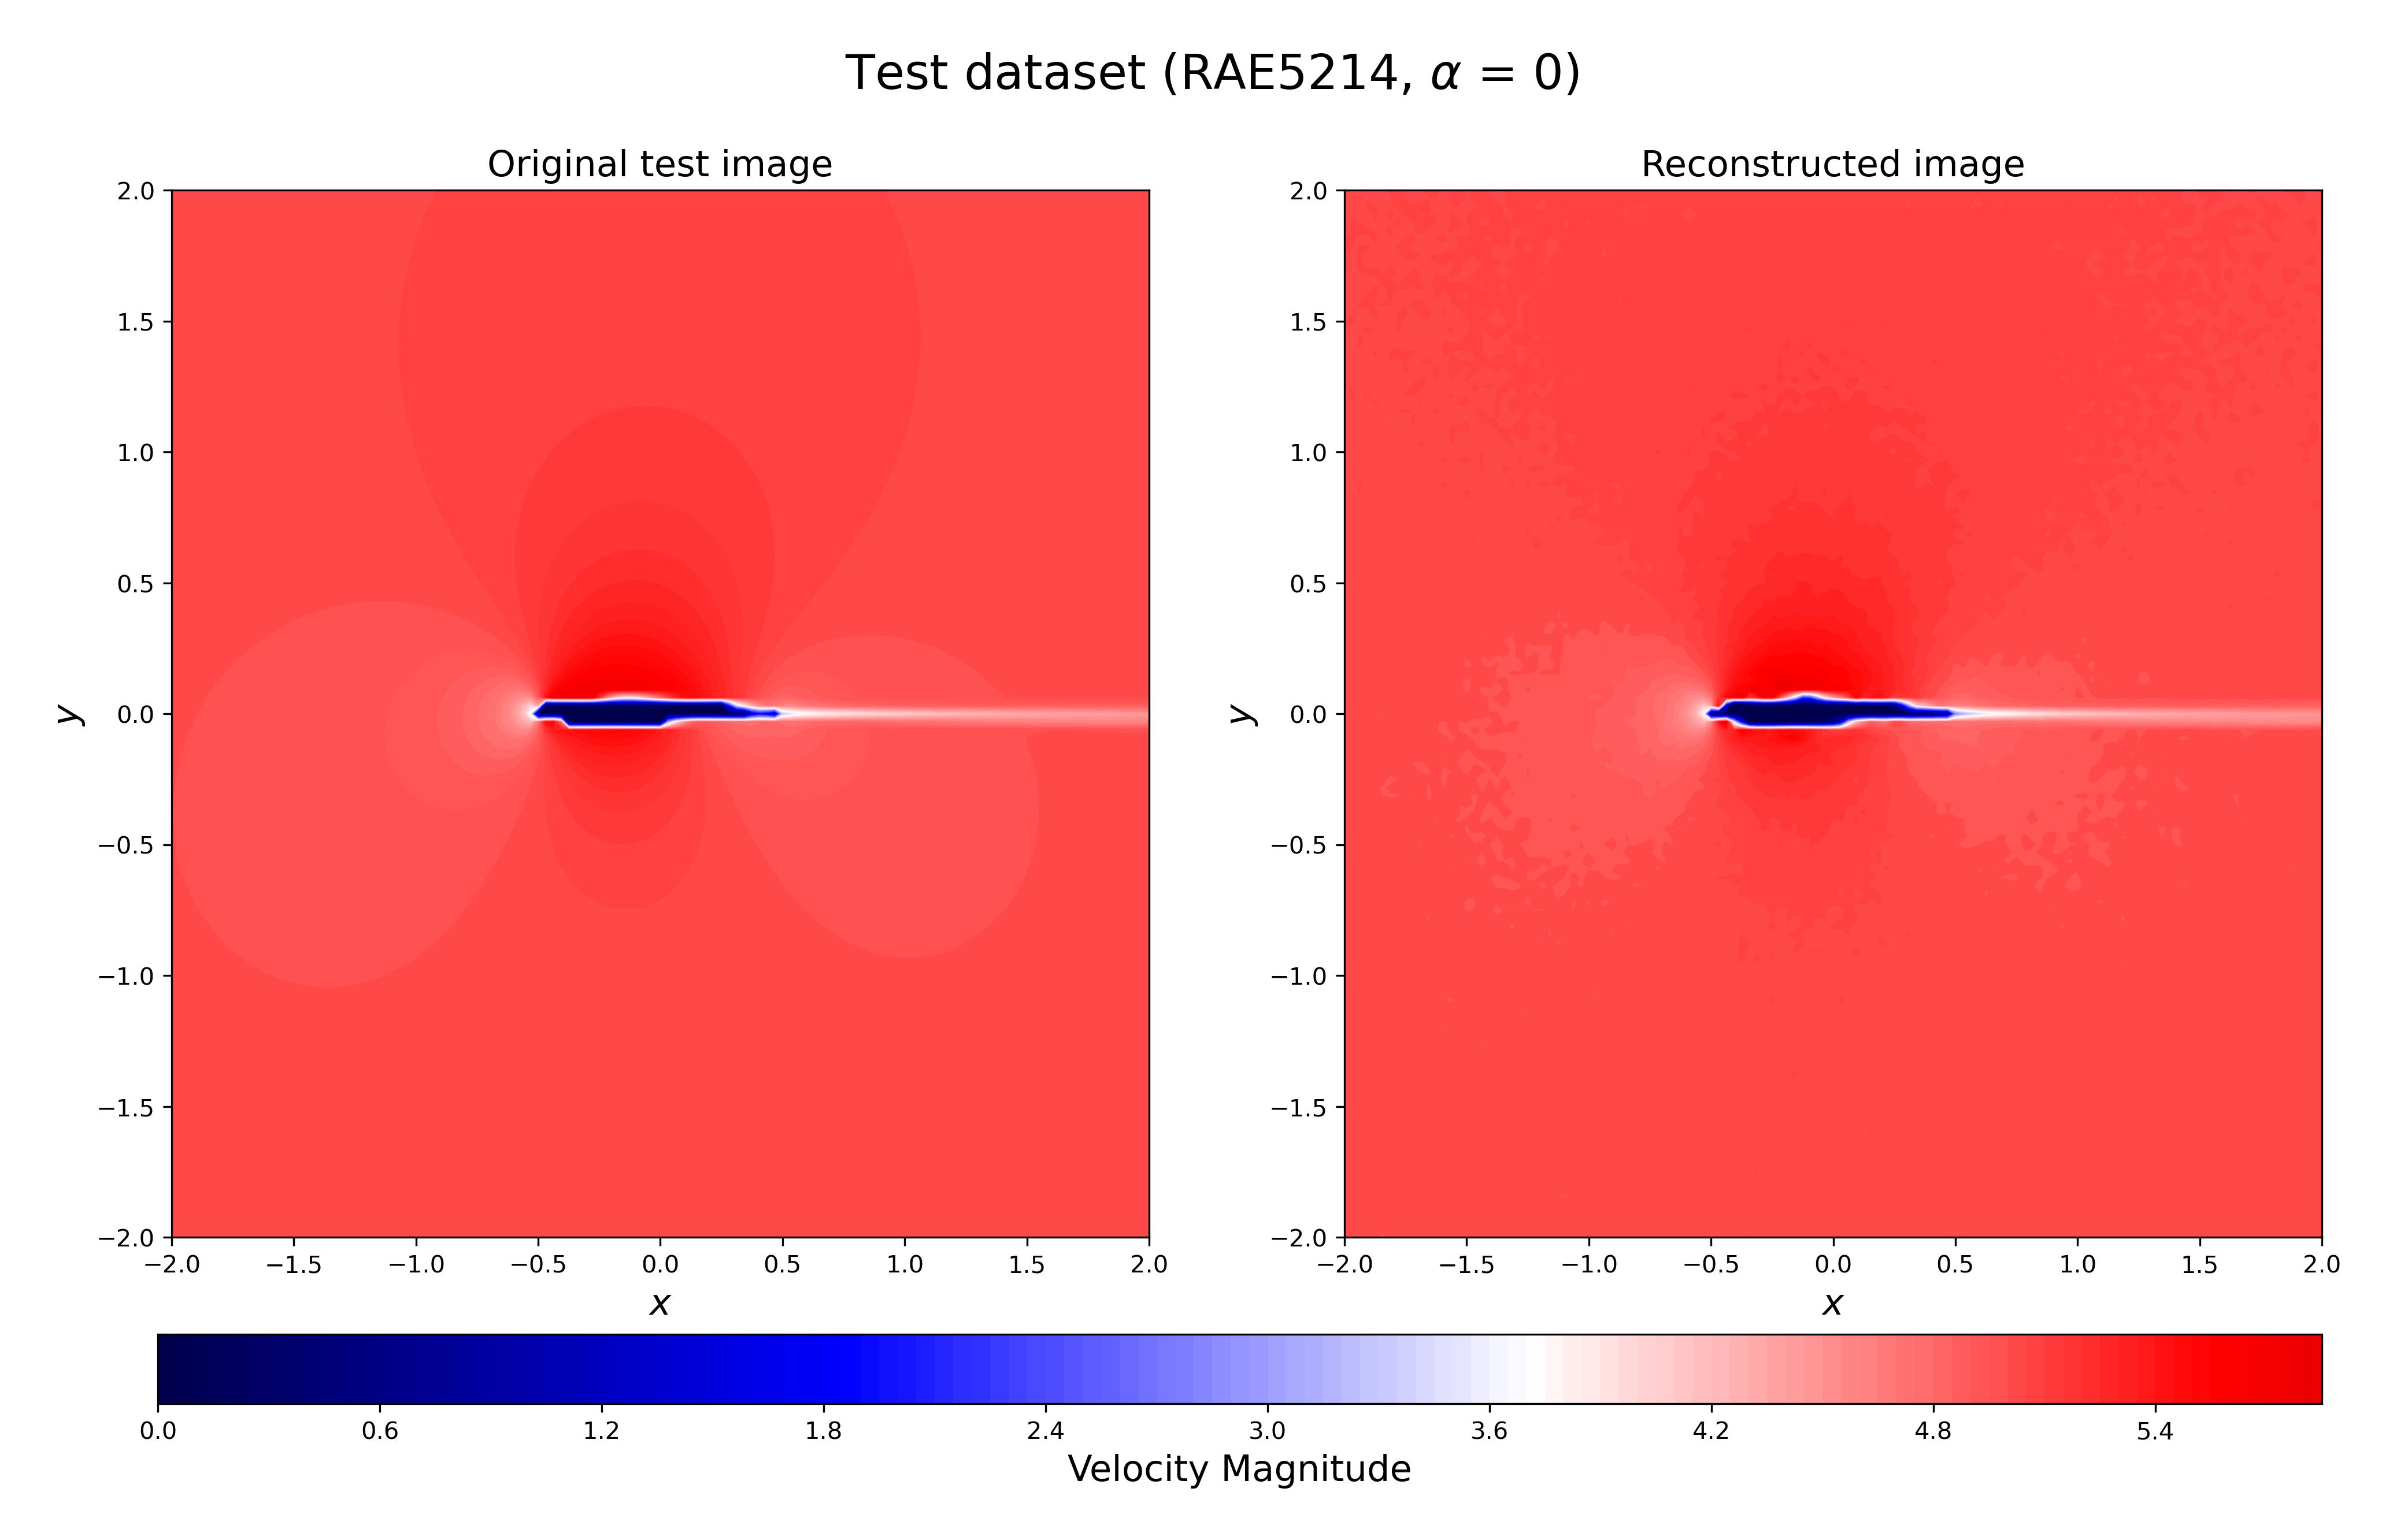 Test dataset (RAE5214, α = 0)
Original test image
Reconstructed image
2.0
1.5
1.0
0.5
0.0
−0.5
−1.0
−1.5
−2.0
y
−2.0 −1.5 −1.0 −0.5 0.0 0.5 1.0 1.5 2.0
x
2.0
1.5
1.0
0.5
0.0
−0.5
−1.0
−1.5
−2.0
y
−2.0 −1.5 −1.0 −0.5 0.0 0.5 1.0 1.5 2.0
x
0.0 0.6 1.2 1.8 2.4 3.0 3.6 4.2 4.8 5.4
Velocity Magnitude